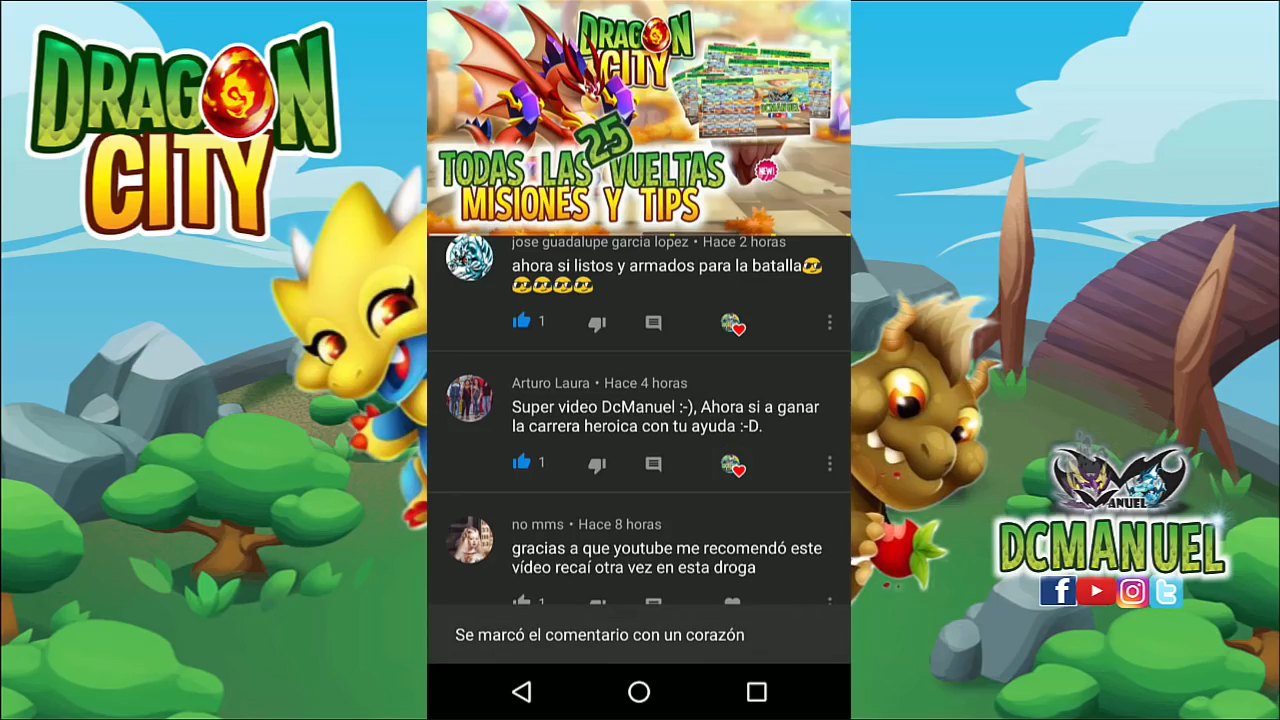 DRAGON
CITY
DRAGON
CITY
DCMANUEL
25
TODAS LAS VUELTAS
NEW!
MISIONES Y TIPS
jose guadalupe garcia lopez • Hace 2 horas
ahora si listos y armados para la batalla😎
😎😎😎😎
1
Arturo Laura • Hace 4 horas
Super video DcManuel :-), Ahora si a ganar
la carrera heroica con tu ayuda :-D.
1
no mms • Hace 8 horas
gracias a que youtube me recomendó este
vídeo recaí otra vez en esta droga
1
Se marcó el comentario con un corazón
MANUEL
DCMANUEL